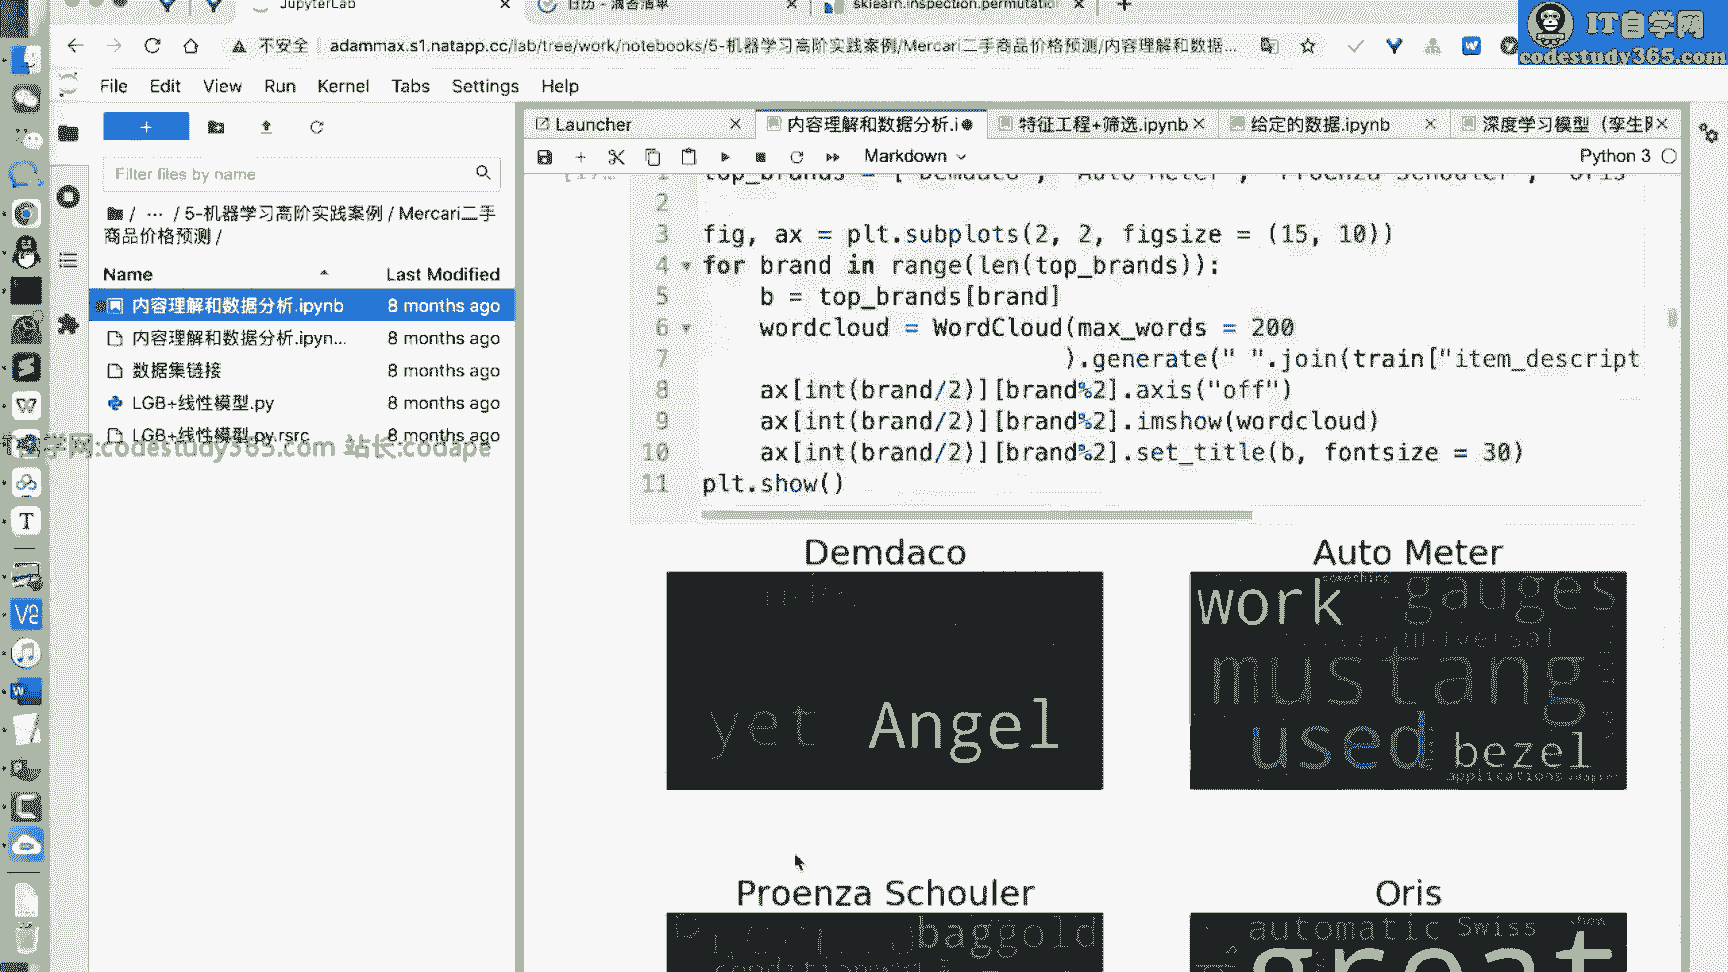 JupyterLab
日历 - 滴答清单
sklearn.inspection.permutation
IT自学网
codestudy365.com
不安全
adammax.s1.natapp.cc/lab/tree/work/notebooks/5-机器学习高阶实践案例/Mercari二手商品价格预测/内容理解和数据...
File Edit View Run Kernel Tabs Settings Help
Launcher
内容理解和数据分析.i
特征工程+筛选.ipynb
给定的数据.ipynb
深度学习模型（孪生
Markdown
Python 3
Filter files by name
/ ··· / 5-机器学习高阶实践案例 / Mercari二手
商品价格预测 /
Name Last Modified
内容理解和数据分析.ipynb 8 months ago
内容理解和数据分析.ipyn... 8 months ago
数据集链接 8 months ago
LGB+线性模型.py 8 months ago
LGB+线性模型.py.rsrc 8 months ago
学网:codestudy365.com 站长:codape
1 top_brands = ["Demdaco", "Auto Meter", "Proenza Schouler", "Oris
2
3 fig, ax = plt.subplots(2, 2, figsize = (15, 10))
4 for brand in range(len(top_brands)):
5 b = top_brands[brand]
6 wordcloud = WordCloud(max_words = 200
7 ).generate(" ".join(train["item_descript
8 ax[int(brand/2)][brand%2].axis("off")
9 ax[int(brand/2)][brand%2].imshow(wordcloud)
10 ax[int(brand/2)][brand%2].set_title(b, fontsize = 30)
11 plt.show()
Demdaco
yet Angel
Auto Meter
something
work gauges
universal
mustang
used bezel
applications
Proenza Schouler
baggold
condition
Oris
automatic Swiss
great